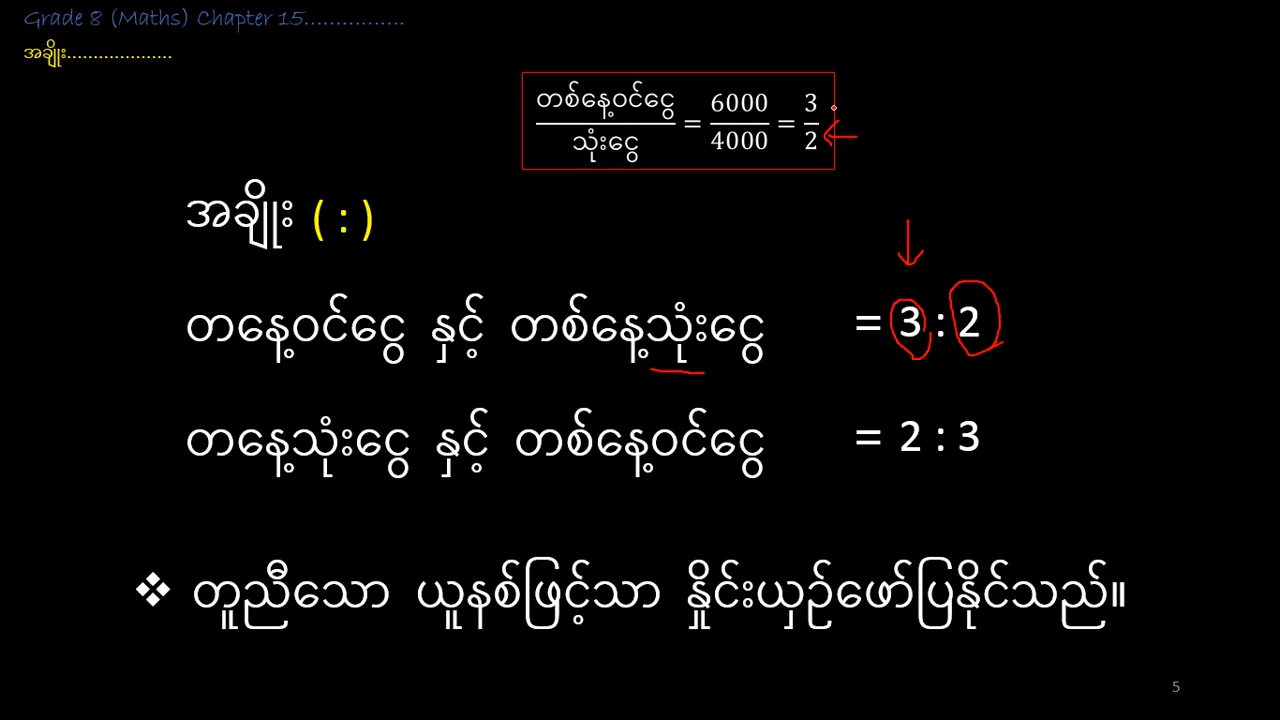 Grade 8 (Maths) Chapter 15................
အချိုး....................
တစ်နေ့ဝင်ငွေ / သုံးငွေ = 6000 / 4000 = 3 / 2
အချိုး ( : )
တနေ့ဝင်ငွေ နှင့် တစ်နေ့သုံးငွေ = 3 : 2
တနေ့သုံးငွေ နှင့် တစ်နေ့ဝင်ငွေ = 2 : 3
❖ တူညီသော ယူနစ်ဖြင့်သာ နှိုင်းယှဉ်ဖော်ပြနိုင်သည်။
5